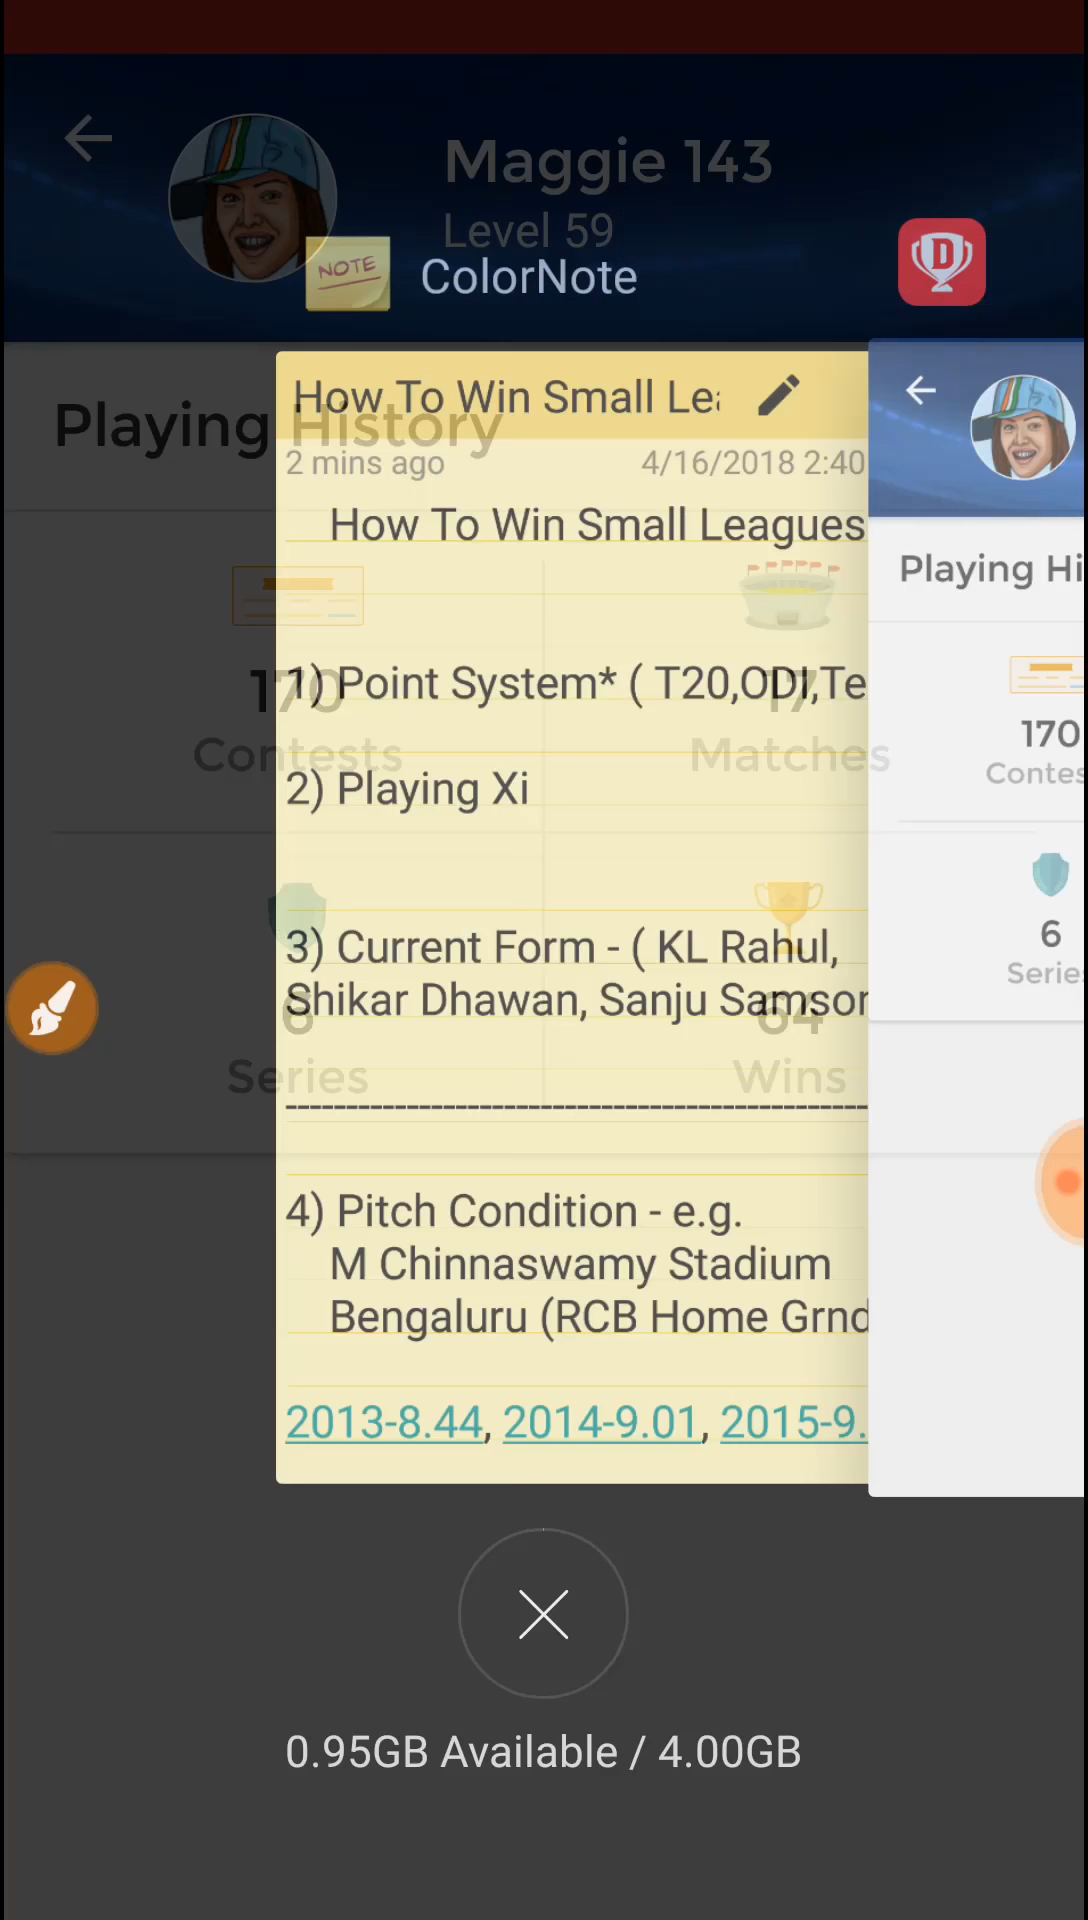 Maggie 143
Level 59
NOTE
ColorNote
D
Playing History
How To Win Small Le
2 mins ago
4/16/2018 2:40
How To Win Small Leagues
1) Point System* ( T20,ODI,Te
2) Playing Xi
3) Current Form - ( KL Rahul,
Shikar Dhawan, Sanju Samson
--------------------------------------------
4) Pitch Condition - e.g.
M Chinnaswamy Stadium
Bengaluru (RCB Home Grnd
2013-8.44, 2014-9.01, 2015-9.
170
Contests
17
Matches
6
Series
64
Wins
Playing Hi
170
Contes
6
Serie
0.95GB Available / 4.00GB